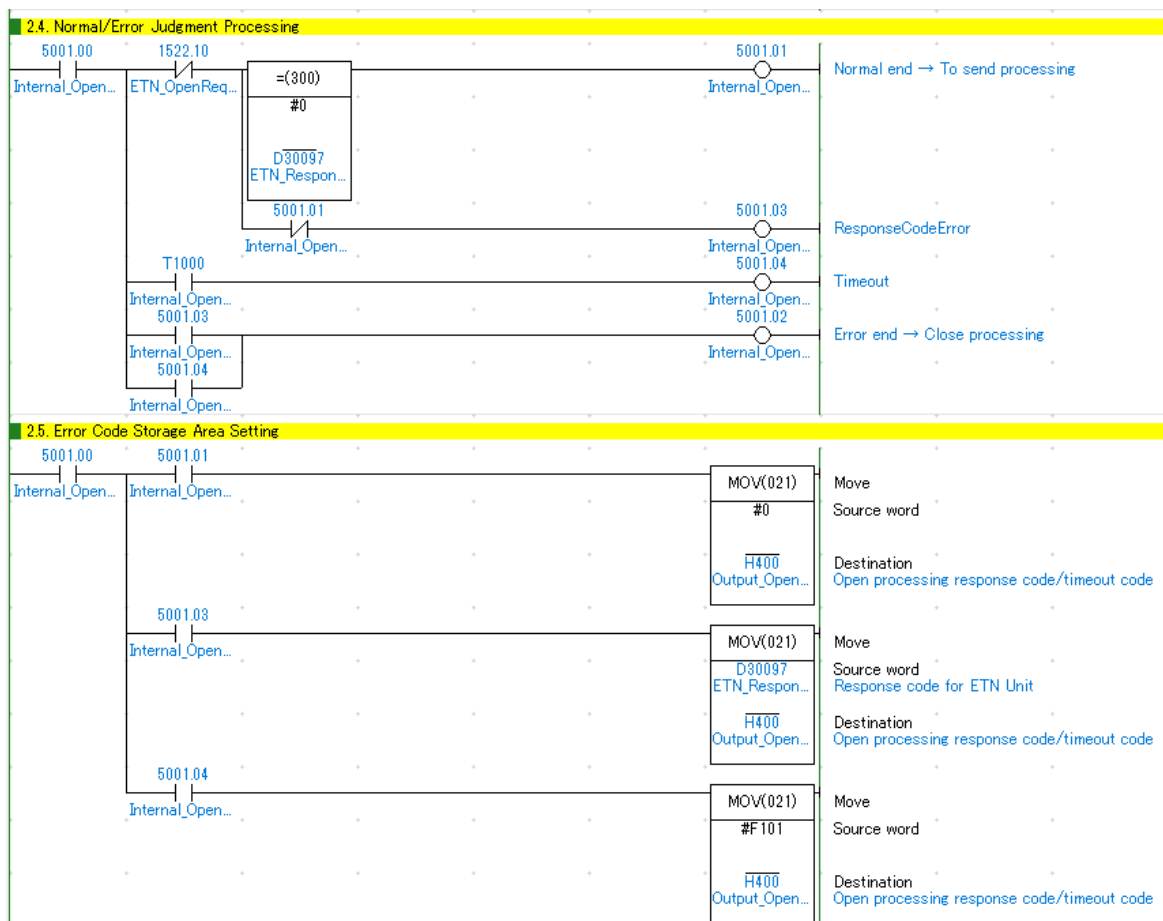 2.4. Normal/Error Judgment Processing
5001.00 1522.10 5001.01
=(300) Normal end → To send processing
Internal_Open... ETN_OpenReq... Internal_Open...
#0
D30097
ETN_Respon...
5001.01 5001.03
ResponseCodeError
Internal_Open... Internal_Open...
T1000 5001.04
Timeout
Internal_Open... Internal_Open...
5001.03 5001.02
Error end → Close processing
Internal_Open... Internal_Open...
5001.04
Internal_Open...
2.5. Error Code Storage Area Setting
5001.00 5001.01
MOV(021) Move
Internal_Open... Internal_Open...
#0 Source word
H400 Destination
Output_Open... Open processing response code/timeout code
5001.03
MOV(021) Move
Internal_Open...
D30097 Source word
ETN_Respon... Response code for ETN Unit
H400 Destination
Output_Open... Open processing response code/timeout code
5001.04
MOV(021) Move
Internal_Open...
#F101 Source word
H400 Destination
Output_Open... Open processing response code/timeout code